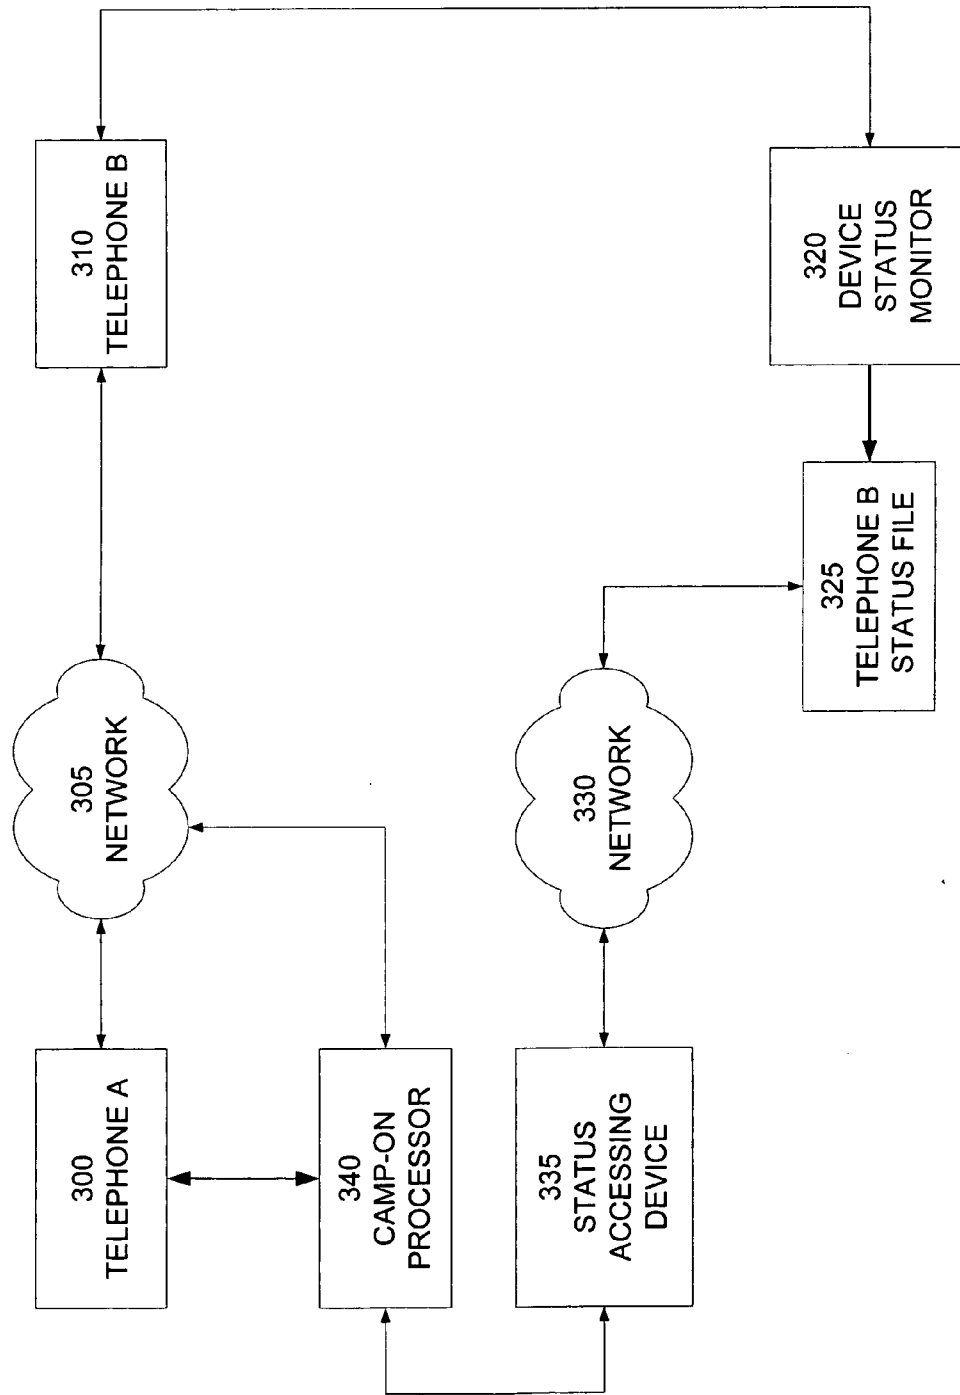 300
TELEPHONE A
305
NETWORK
310
TELEPHONE B
340
CAMP-ON
PROCESSOR
335
STATUS
ACCESSING
DEVICE
330
NETWORK
325
TELEPHONE B
STATUS FILE
320
DEVICE
STATUS
MONITOR